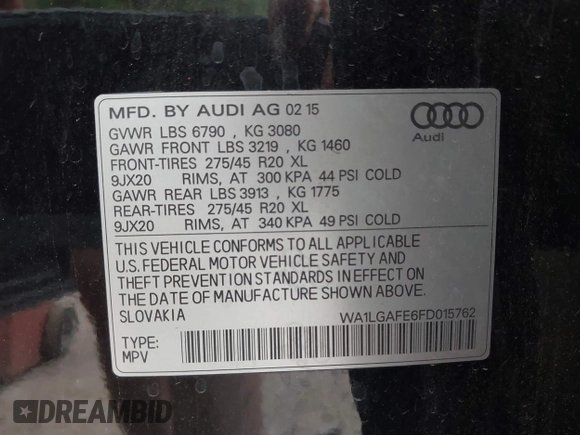 MFD. BY AUDI AG 02 15
GVWR LBS 6790 , KG 3080
GAWR FRONT LBS 3219 , KG 1460
FRONT-TIRES 275/45 R20 XL
9JX20 RIMS, AT 300 KPA 44 PSI COLD
GAWR REAR LBS 3913 , KG 1775
REAR-TIRES 275/45 R20 XL
9JX20 RIMS, AT 340 KPA 49 PSI COLD
Audi
THIS VEHICLE CONFORMS TO ALL APPLICABLE
U.S. FEDERAL MOTOR VEHICLE SAFETY AND
THEFT PREVENTION STANDARDS IN EFFECT ON
THE DATE OF MANUFACTURE SHOWN ABOVE.
SLOVAKIA WA1LGAFE6FD015762
TYPE:
MPV
DREAMBID